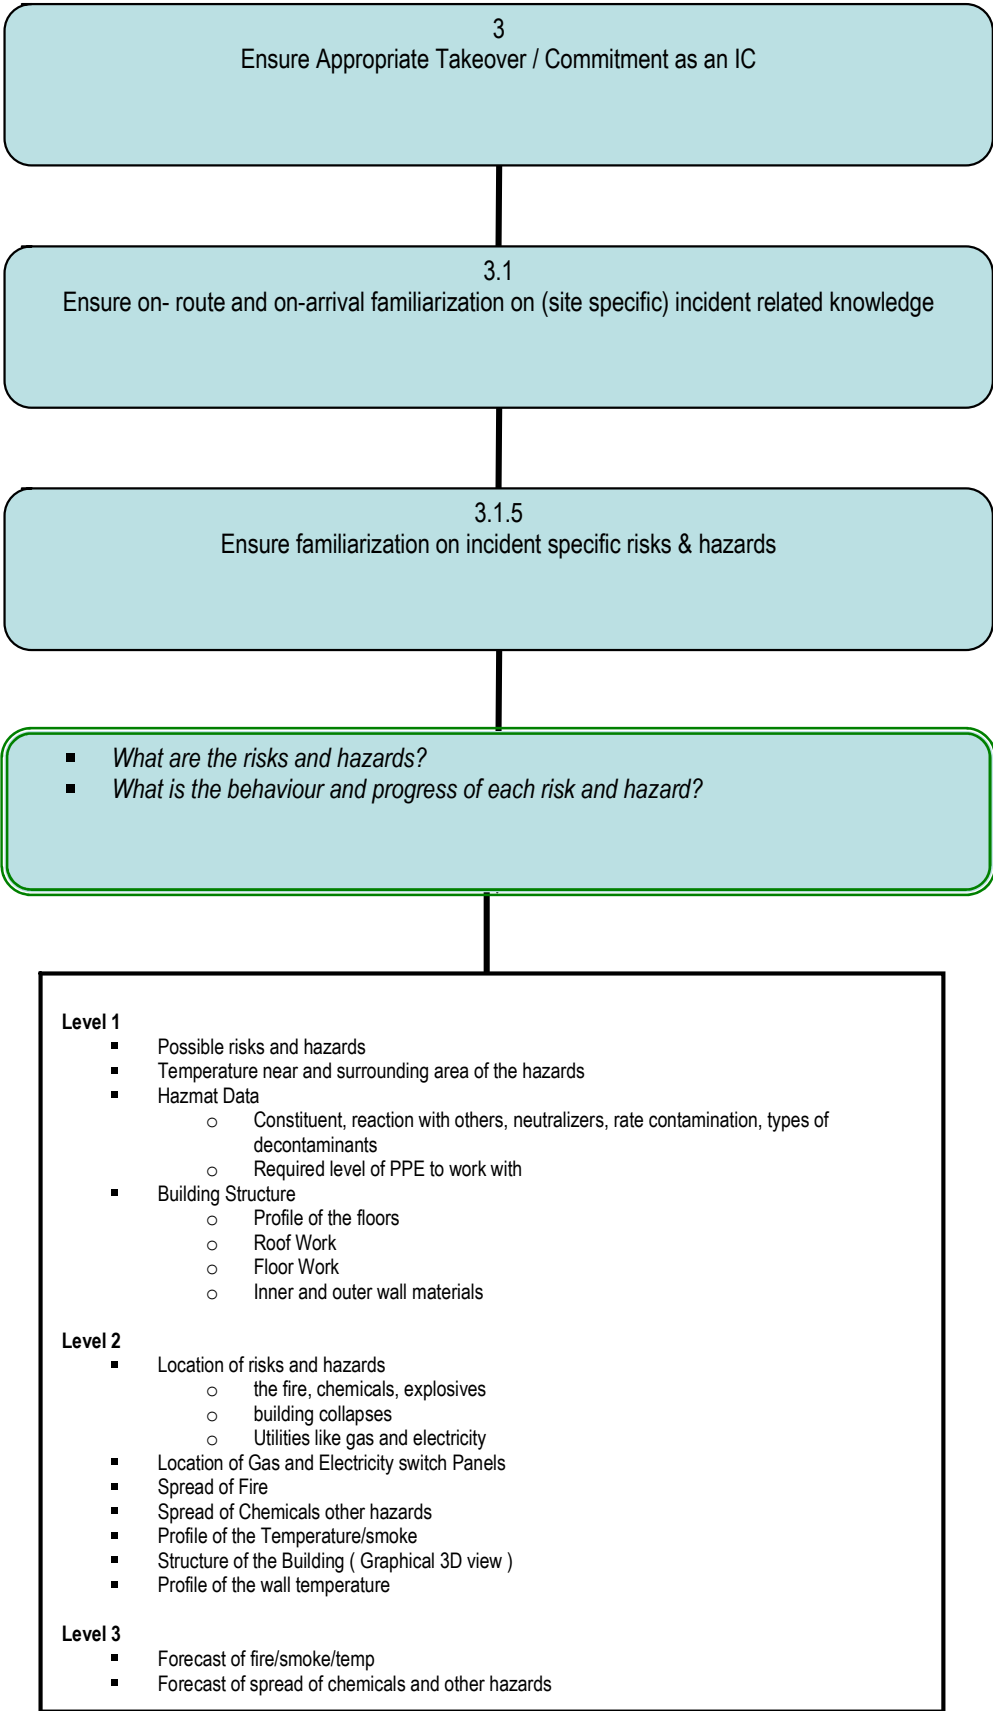 3
Ensure Appropriate Takeover / Commitment as an IC
3.1
Ensure on- route and on-arrival familiarization on (site specific) incident related knowledge
3.1.5
Ensure familiarization on incident specific risks & hazards
▪ What are the risks and hazards?
▪ What is the behaviour and progress of each risk and hazard?
Level 1
▪ Possible risks and hazards
▪ Temperature near and surrounding area of the hazards
▪ Hazmat Data
o Constituent, reaction with others, neutralizers, rate contamination, types of
decontaminants
o Required level of PPE to work with
▪ Building Structure
o Profile of the floors
o Roof Work
o Floor Work
o Inner and outer wall materials
Level 2
▪ Location of risks and hazards
o the fire, chemicals, explosives
o building collapses
o Utilities like gas and electricity
▪ Location of Gas and Electricity switch Panels
▪ Spread of Fire
▪ Spread of Chemicals other hazards
▪ Profile of the Temperature/smoke
▪ Structure of the Building ( Graphical 3D view )
▪ Profile of the wall temperature
Level 3
▪ Forecast of fire/smoke/temp
▪ Forecast of spread of chemicals and other hazards